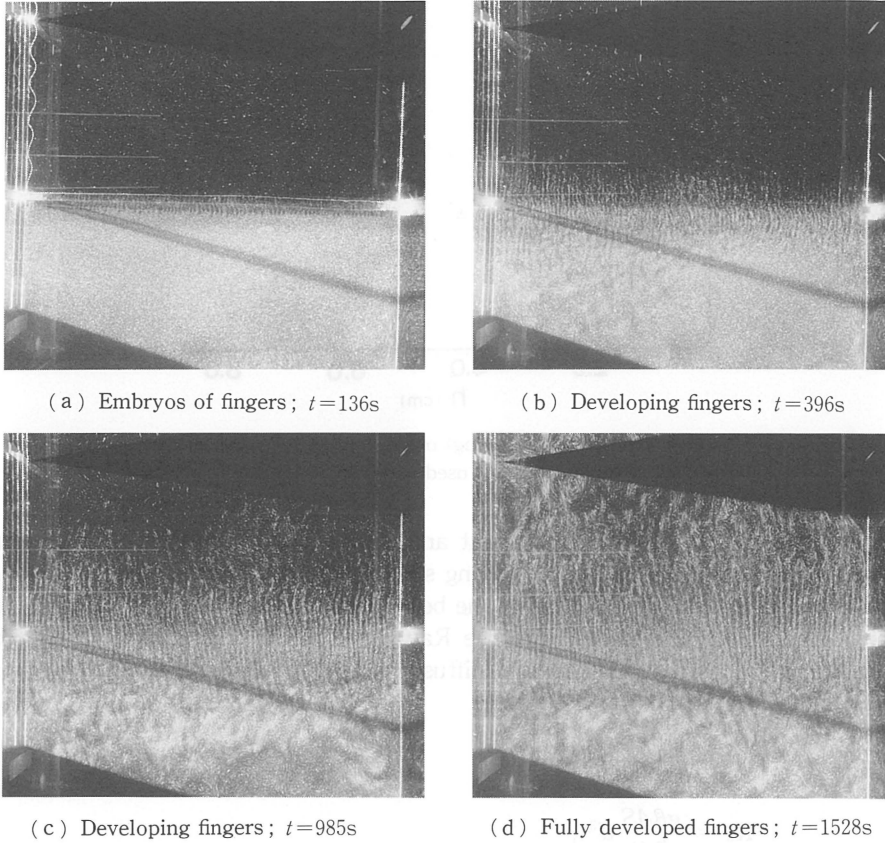 (a) Embryos of fingers; t=136s
(b) Developing fingers; t=396s
(c) Developing fingers; t=985s
(d) Fully developed fingers; t=1528s